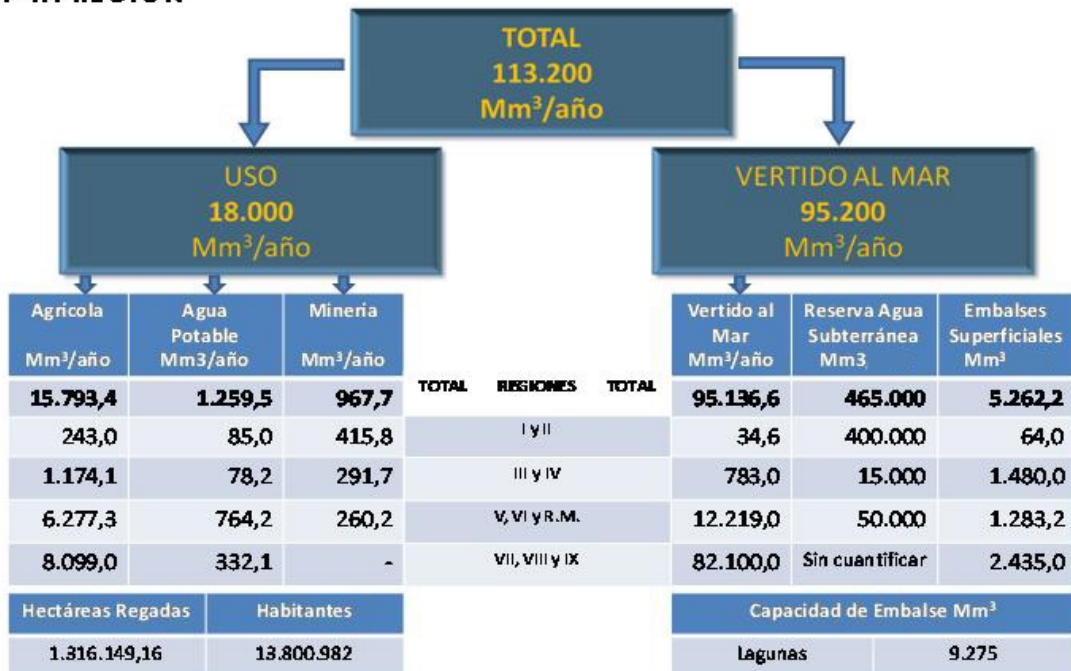 TOTAL
113.200
Mm³/año
USO
18.000
Mm³/año
VERTIDO AL MAR
95.200
Mm³/año
Agrícola Mm³/año
Agua Potable Mm3/año
Minería Mm³/año
Vertido al Mar Mm³/año
Reserva Agua Subterránea Mm3
Embalses Superficiales Mm³
15.793,4 1.259,5 967,7 TOTAL REGIONES TOTAL 95.136,6 465.000 5.262,2
243,0 85,0 415,8 I y II 34,6 400.000 64,0
1.174,1 78,2 291,7 III y IV 783,0 15.000 1.480,0
6.277,3 764,2 260,2 V, VI y R.M. 12.219,0 50.000 1.283,2
8.099,0 332,1 - VII, VIII y IX 82.100,0 Sin cuantificar 2.435,0
Hectáreas Regadas Habitantes Capacidad de Embalse Mm³
1.316.149,16 13.800.982 Lagunas 9.275